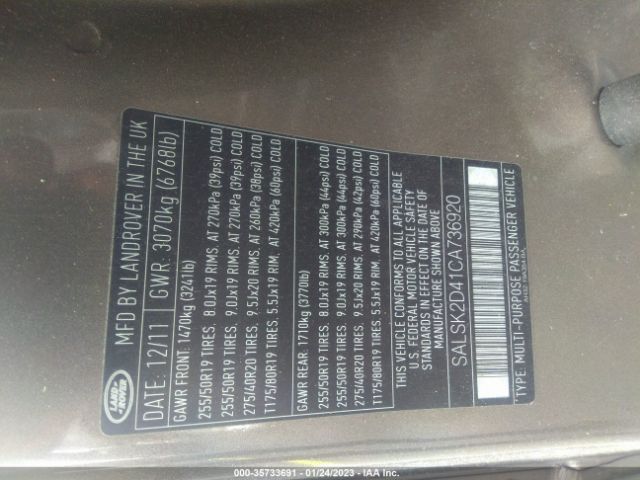 LAND
ROVER
MFD BY LANDROVER IN THE UK
DATE: 12/11 GWR: 3070kg (6768lb)
GAWR FRONT: 1470kg (3241lb)
255/50R19 TIRES. 8.0Jx19 RIMS. AT 270kPa (39psi) COLD
255/50R19 TIRES. 9.0Jx19 RIMS. AT 270kPa (39psi) COLD
275/40R20 TIRES. 9.5Jx20 RIMS. AT 260kPa (38psi) COLD
T175/80R19 TIRES. 5.5Jx19 RIM, AT 420kPa (60psi) COLD
GAWR REAR: 1710kg (3770lb)
255/50R19 TIRES. 8.0Jx19 RIMS. AT 300kPa (44psi) COLD
255/50R19 TIRES. 9.0Jx19 RIMS. AT 300kPa (44psi) COLD
275/40R20 TIRES. 9.5Jx20 RIMS. AT 290kPa (42psi) COLD
T175/80R19 TIRES. 5.5Jx19 RIM, AT 420kPa (60psi) COLD
THIS VEHICLE CONFORMS TO ALL APPLICABLE
U.S. FEDERAL MOTOR VEHICLE SAFETY
STANDARDS IN EFFECT ON THE DATE OF
MANUFACTURE SHOWN ABOVE.
SALSK2D41CA736920
TYPE: MULTI-PURPOSE PASSENGER VEHICLE
000-35733691 - 01/24/2023 - IAA Inc.